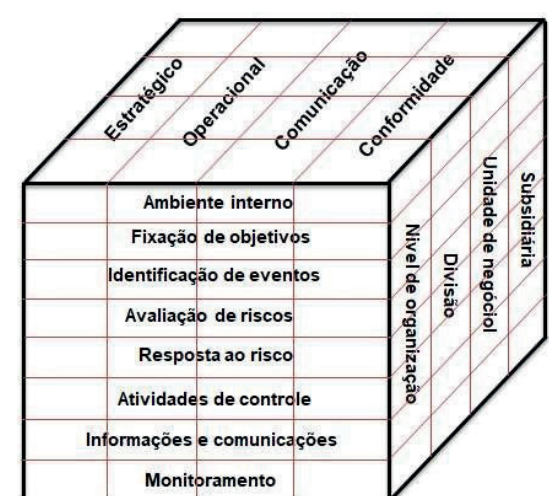 Estratégico
Operacional
Comunicação
Conformidade
Ambiente interno
Fixação de objetivos
Identificação de eventos
Avaliação de riscos
Resposta ao risco
Atividades de controle
Informações e comunicações
Monitoramento
Nivel de organização
Divisão
Unidade de negóciol
Subsidiária